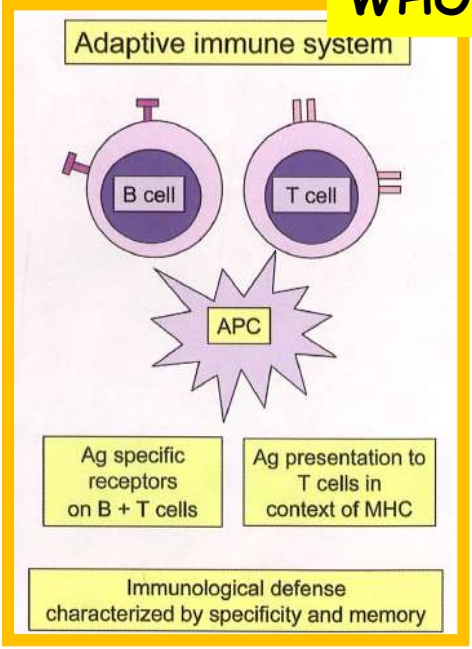 WHO
Adaptive immune system
B cell
T cell
APC
Ag specific
receptors
on B + T cells
Ag presentation to
T cells in
context of MHC
Immunological defense
characterized by specificity and memory